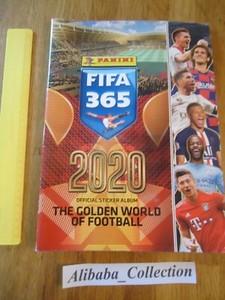 PANINI
FIFA
365
2020
OFFICIAL STICKER ALBUM
THE GOLDEN WORLD
OF FOOTBALL
Alibaba_Collection